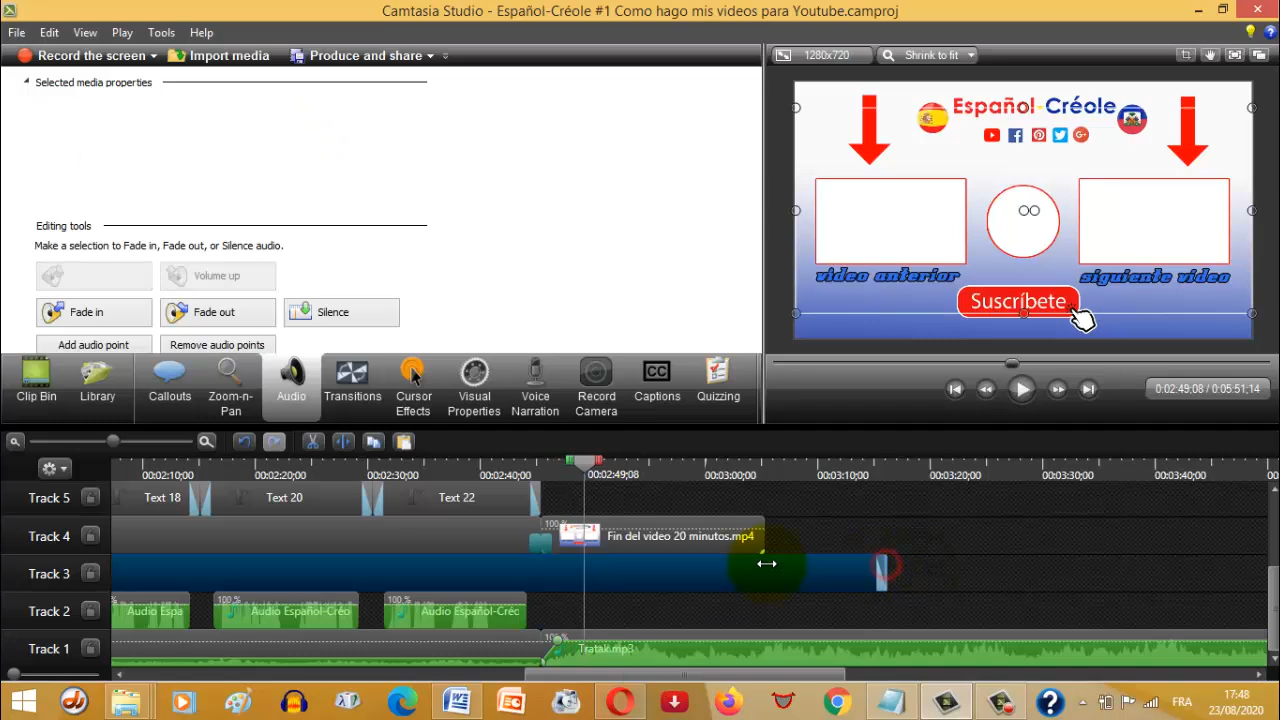 Camtasia Studio - Español-Créole #1 Como hago mis videos para Youtube.camproj
File Edit View Play Tools Help
Record the screen Import media Produce and share
1280x720 Shrink to fit
Selected media properties
Español-Créole
video anterior siguiente video
Suscríbete
Editing tools
Make a selection to Fade in, Fade out, or Silence audio.
Volume up
Fade in Fade out Silence
Add audio point Remove audio points
Clip Bin Library Callouts Zoom-n-Pan Audio Transitions Cursor Effects Visual Properties Voice Narration Record Camera Captions Quizzing
0:02:49;08 / 0:05:51;14
00:02:10;00 00:02:20;00 00:02:30;00 00:02:40;00 00:02:49;08 00:03:00;00 00:03:10;00 00:03:20;00 00:03:30;00 00:03:40;00
Track 5 Text 18 Text 20 Text 22
Track 4 100% Fin del video 20 minutos.mp4
Track 3
Track 2 100 % Audio Espa 100 % Audio Español-Créo 100 % Audio Español-Créc
Track 1 100% Tratak.mp3
FRA 17:48
23/08/2020